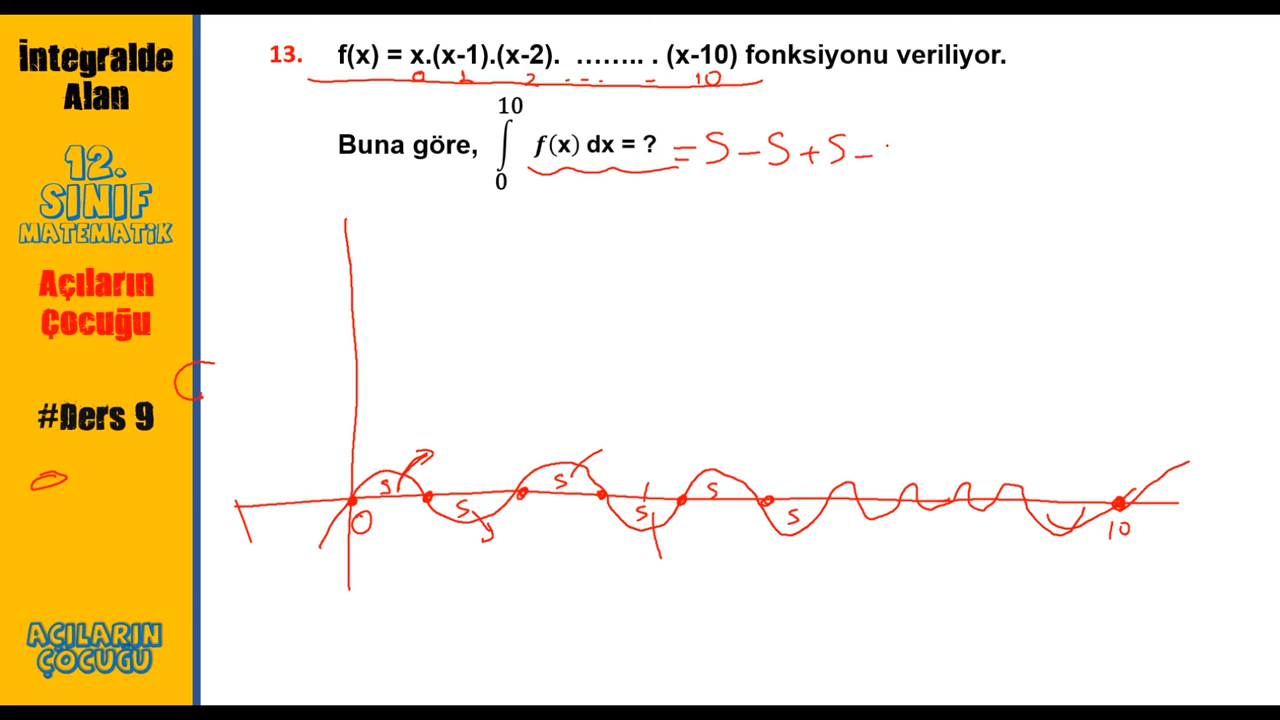 İntegralde
Alan
12.
SINIF
MATEMATİK
Açıların
Çocuğu
#Ders 9
AÇILARIN
ÇOCUĞU
13. f(x) = x.(x-1).(x-2). …….. . (x-10) fonksiyonu veriliyor.
0 1 2 ... - 10
10
Buna göre, ∫ f(x) dx = ? = S - S + S - .
0
S S S S S S
0 10